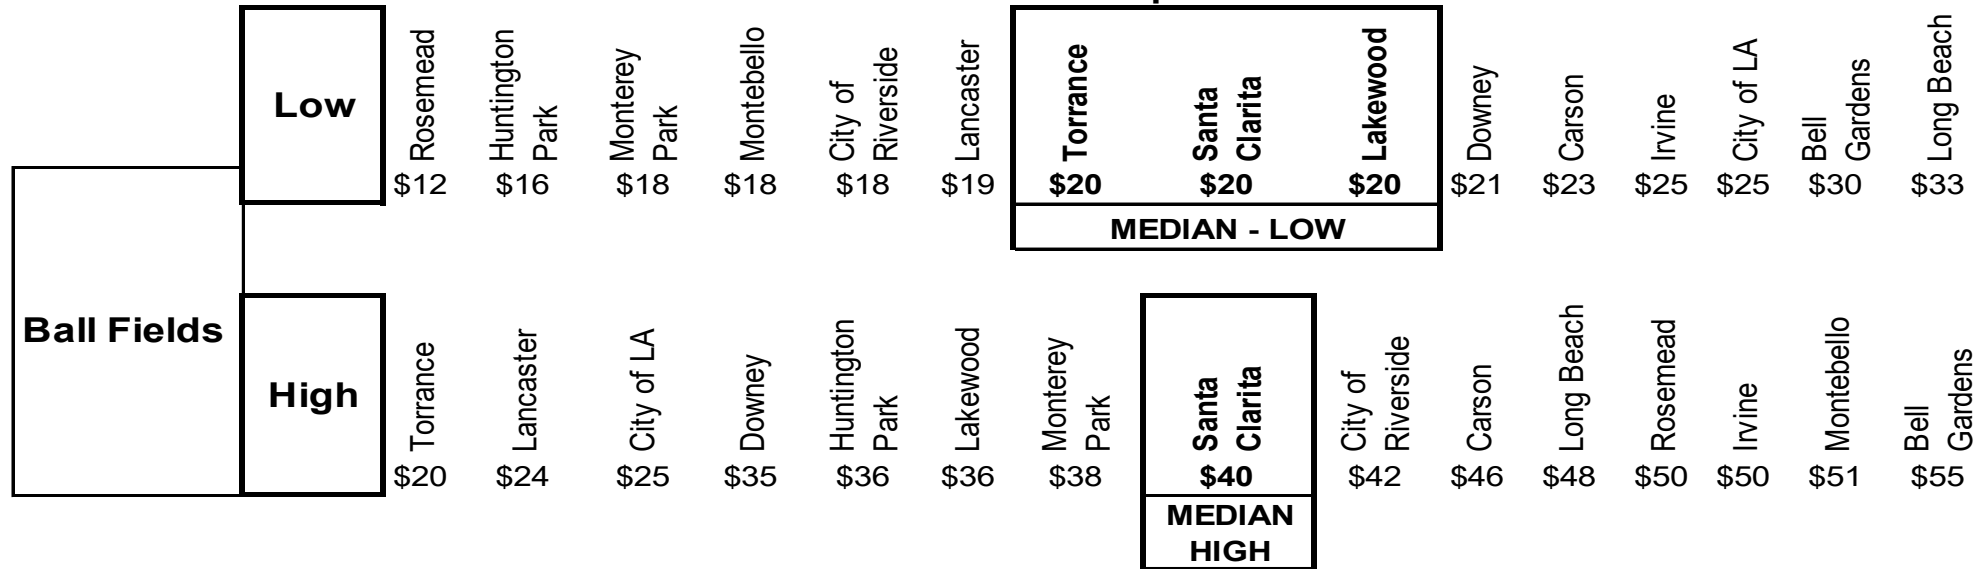 Low
Rosemead
Huntington
Park
Monterey
Park
Montebello
City of
Riverside
Lancaster
Torrance
Santa
Clarita
Lakewood
Downey
Carson
Irvine
City of LA
Bell
Gardens
Long Beach
$12 $16 $18 $18 $18 $19 $20 $20 $20 $21 $23 $25 $25 $30 $33
MEDIAN - LOW
Ball Fields
High
Torrance
Lancaster
City of LA
Downey
Huntington
Park
Lakewood
Monterey
Park
Santa
Clarita
City of
Riverside
Carson
Long Beach
Rosemead
Irvine
Montebello
Bell
Gardens
$20 $24 $25 $35 $36 $36 $38 $40 $42 $46 $48 $50 $50 $51 $55
MEDIAN
HIGH